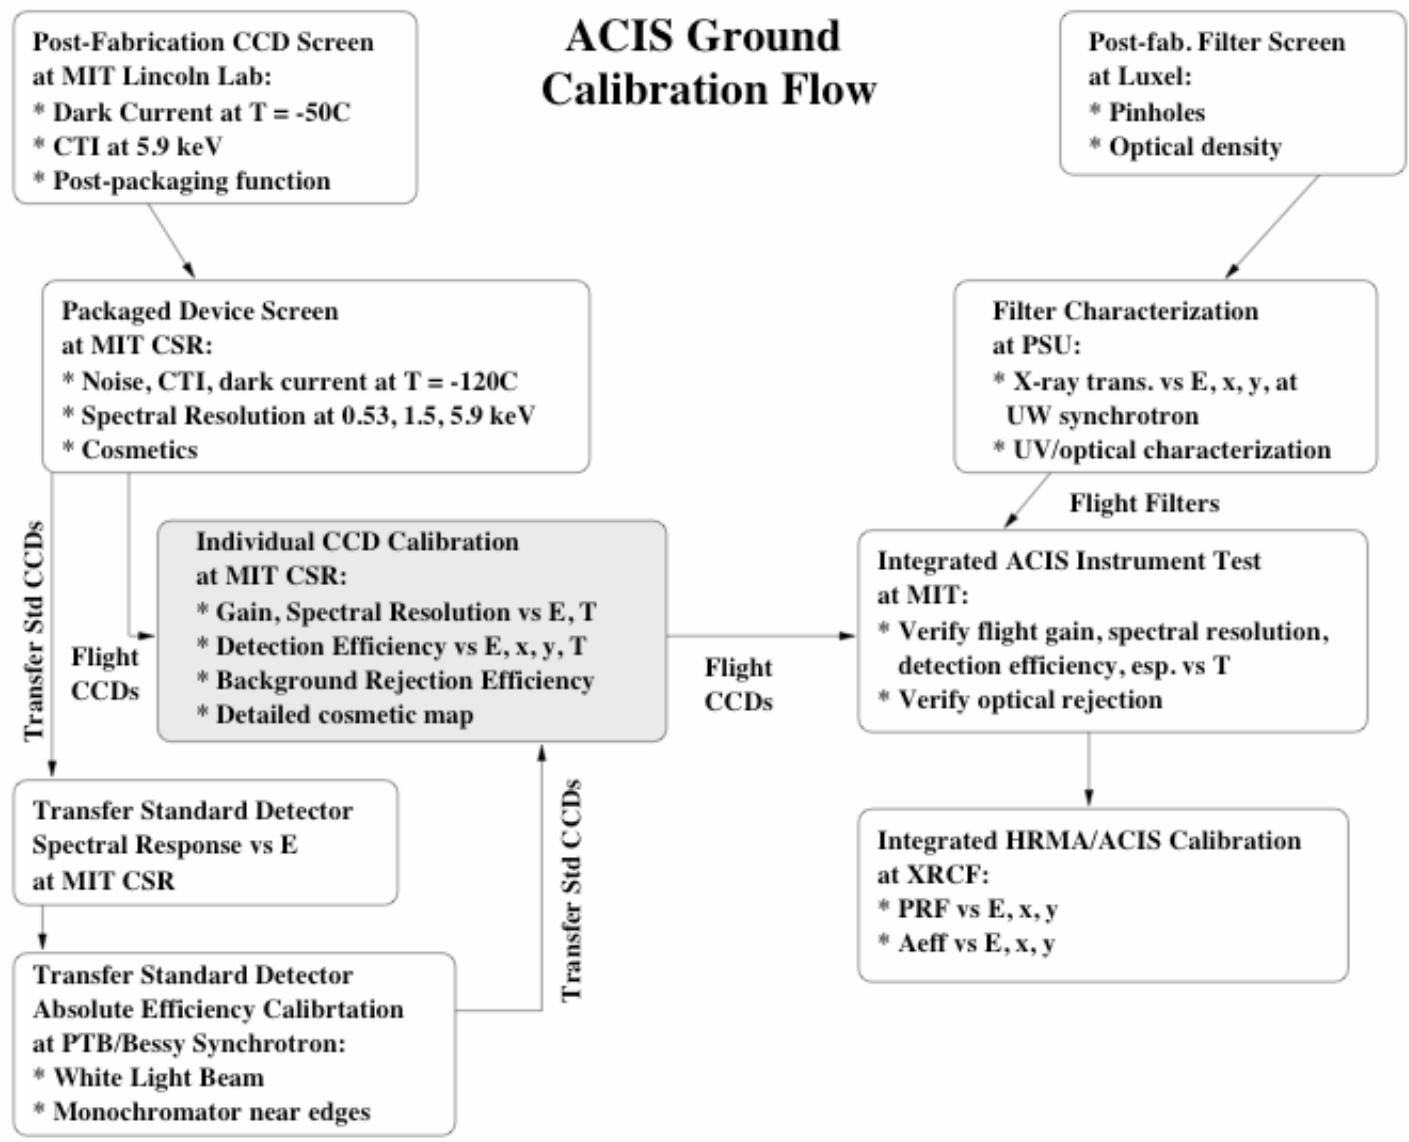 ACIS Ground
Calibration Flow
Post-Fabrication CCD Screen
at MIT Lincoln Lab:
* Dark Current at T = -50C
* CTI at 5.9 keV
* Post-packaging function
Post-fab. Filter Screen
at Luxel:
* Pinholes
* Optical density
Packaged Device Screen
at MIT CSR:
* Noise, CTI, dark current at T = -120C
* Spectral Resolution at 0.53, 1.5, 5.9 keV
* Cosmetics
Filter Characterization
at PSU:
* X-ray trans. vs E, x, y, at
UW synchrotron
* UV/optical characterization
Flight Filters
Transfer Std CCDs
Flight
CCDs
Individual CCD Calibration
at MIT CSR:
* Gain, Spectral Resolution vs E, T
* Detection Efficiency vs E, x, y, T
* Background Rejection Efficiency
* Detailed cosmetic map
Flight
CCDs
Integrated ACIS Instrument Test
at MIT:
* Verify flight gain, spectral resolution,
detection efficiency, esp. vs T
* Verify optical rejection
Transfer Standard Detector
Spectral Response vs E
at MIT CSR
Transfer Std CCDs
Integrated HRMA/ACIS Calibration
at XRCF:
* PRF vs E, x, y
* Aeff vs E, x, y
Transfer Standard Detector
Absolute Efficiency Calibrtation
at PTB/Bessy Synchrotron:
* White Light Beam
* Monochromator near edges